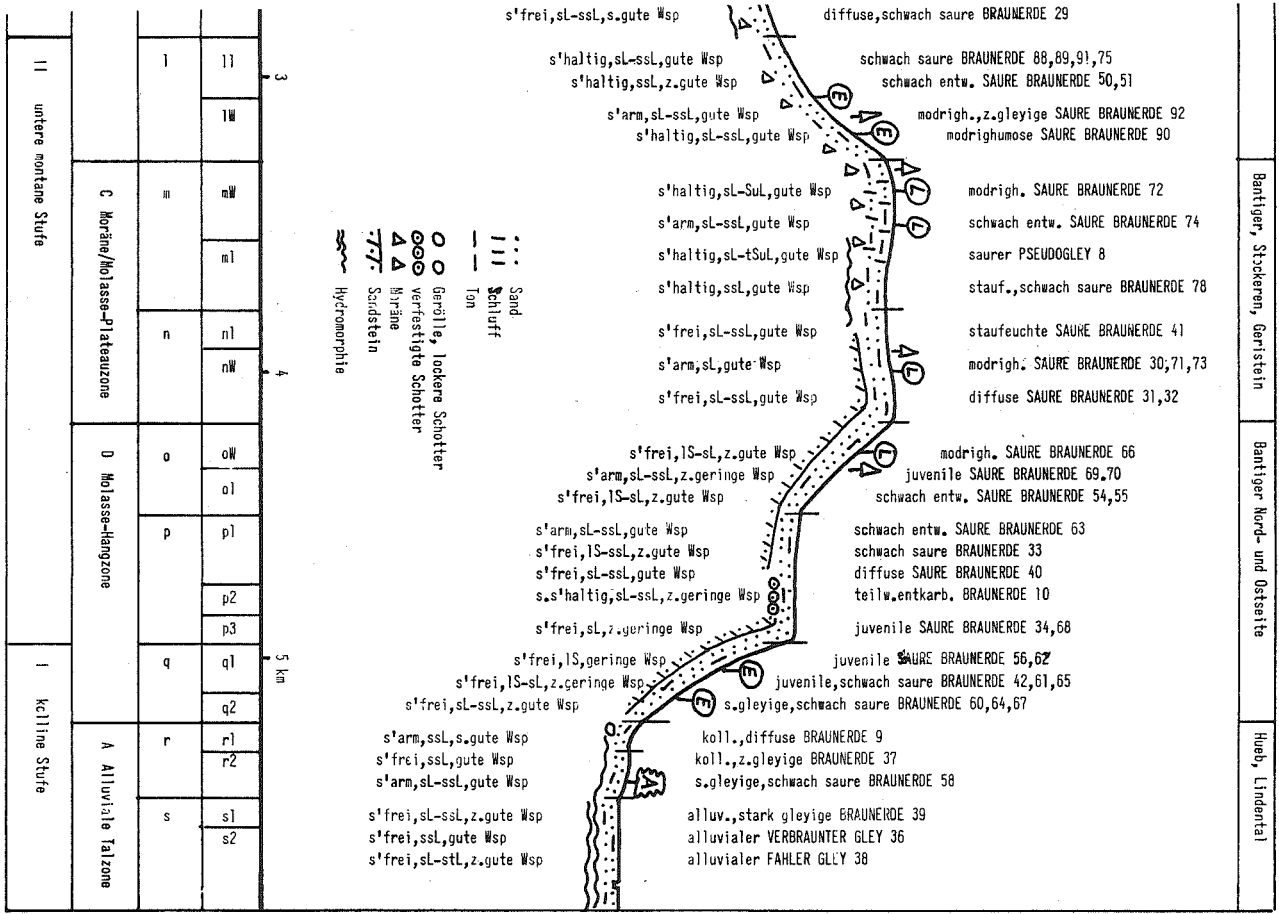 s'frei,sL-ssL,s.gute Wsp diffuse,schwach saure BRAUNERDE 29
s'haltig,sL-ssL,gute Wsp schwach saure BRAUNERDE 88,89,91,75
s'haltig,ssL,z.gute Wsp schwach entw. SAURE BRAUNERDE 50,51
s'arm,sL-ssL,gute Wsp modrigh.,z.gleyige SAURE BRAUNERDE 92
s'haltig,sL-ssL,gute Wsp modrighumose SAURE BRAUNERDE 90
s'haltig,sL-SuL,gute Wsp modrigh. SAURE BRAUNERDE 72
s'arm,sL-ssL,gute Wsp schwach entw. SAURE BRAUNERDE 74
s'haltig,sL-tSuL,gute Wsp saurer PSEUDOGLEY 8
s'haltig,ssL,gute Wsp stauf.,schwach saure BRAUNERDE 78
s'frei,sL-ssL,gute Wsp staufeuchte SAURE BRAUNERDE 41
s'arm,sL,gute Wsp modrigh. SAURE BRAUNERDE 30,71,73
s'frei,sL-ssL,gute Wsp diffuse SAURE BRAUNERDE 31,32
s'frei,lS-sL,z.gute Wsp modrigh. SAURE BRAUNERDE 66
s'arm,sL-ssL,z.geringe Wsp juvenile SAURE BRAUNERDE 69.70
s'frei,lS-sL,z.gute Wsp schwach entw. SAURE BRAUNERDE 54,55
s'arm,sL-ssL,gute Wsp schwach entw. SAURE BRAUNERDE 63
s'frei,lS-ssL,z.gute Wsp schwach saure BRAUNERDE 33
s'frei,sL-ssL,gute Wsp diffuse SAURE BRAUNERDE 40
s.s'haltig,sL-ssL,z.geringe Wsp teilw.entkarb. BRAUNERDE 10
s'frei,sL,z.geringe Wsp juvenile SAURE BRAUNERDE 34,68
s'frei,lS,geringe Wsp juvenile SAURE BRAUNERDE 56,62
s'frei,lS-sL,z.geringe Wsp juvenile,schwach saure BRAUNERDE 42,61,65
s'frei,sL-ssL,z.gute Wsp s.gleyige,schwach saure BRAUNERDE 60,64,67
s'arm,ssL,s.gute Wsp koll.,diffuse BRAUNERDE 9
s'frei,ssL,z.gute Wsp koll.,z.gleyige BRAUNERDE 37
s'arm,sL-ssL,z.gute Wsp s.gleyige,schwach saure BRAUNERDE 58
s'frei,sL-ssL,z.gute Wsp alluv.,stark gleyige BRAUNERDE 39
s'frei,ssL,gute Wsp alluvialer VERBRAUNTER GLEY 36
s'frei,sL-stL,z.gute Wsp alluvialer FAHLER GLEY 38
E
E
L
L
L
L
E
E
A
Sand
Schluff
Ton
Gerölle, lockere Schotter
verfestigte Schotter
Moräne
Sandstein
Hydromorphie
3
4
5 km
l l1
lW
m mW
m1
n n1
nW
o oW
o1
p p1
p2
p3
q q1
q2
r r1
r2
s s1
s2
C Moräne/Molasse-Plateauzone
D Molasse-Hangzone
A Alluviale Talzone
II untere montane Stufe
I kolline Stufe
Bantiger, Stockeren, Geristein
Bantiger Nord- und Ostseite
Hueb, Lindental